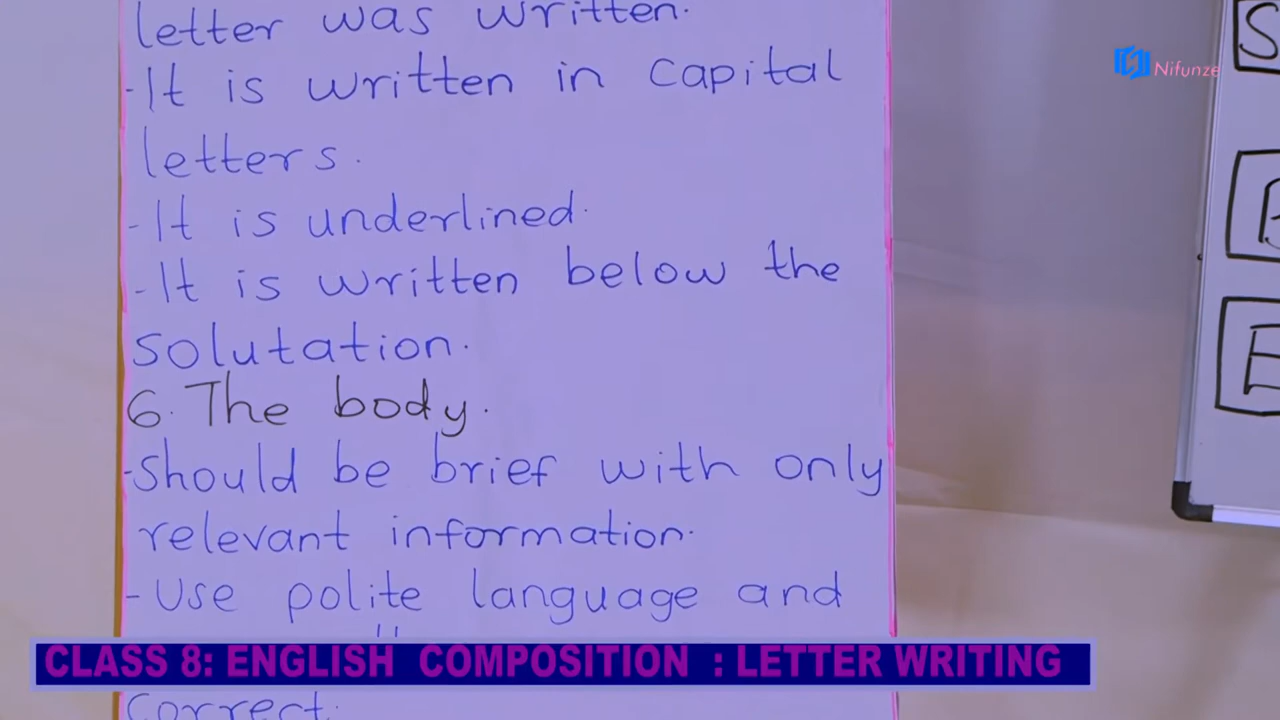 letter was written.
- It is written in capital
letters.
- It is underlined.
- It is written below the
solutation.
6. The body.
- Should be brief with only
relevant information.
- Use polite language and
correct.
Nifunze
CLASS 8: ENGLISH COMPOSITION : LETTER WRITING